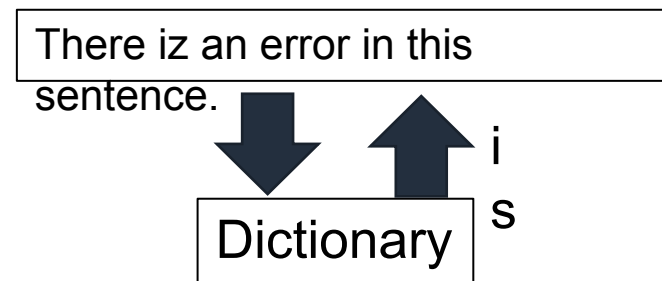 There iz an error in this
sentence.
i
s
Dictionary